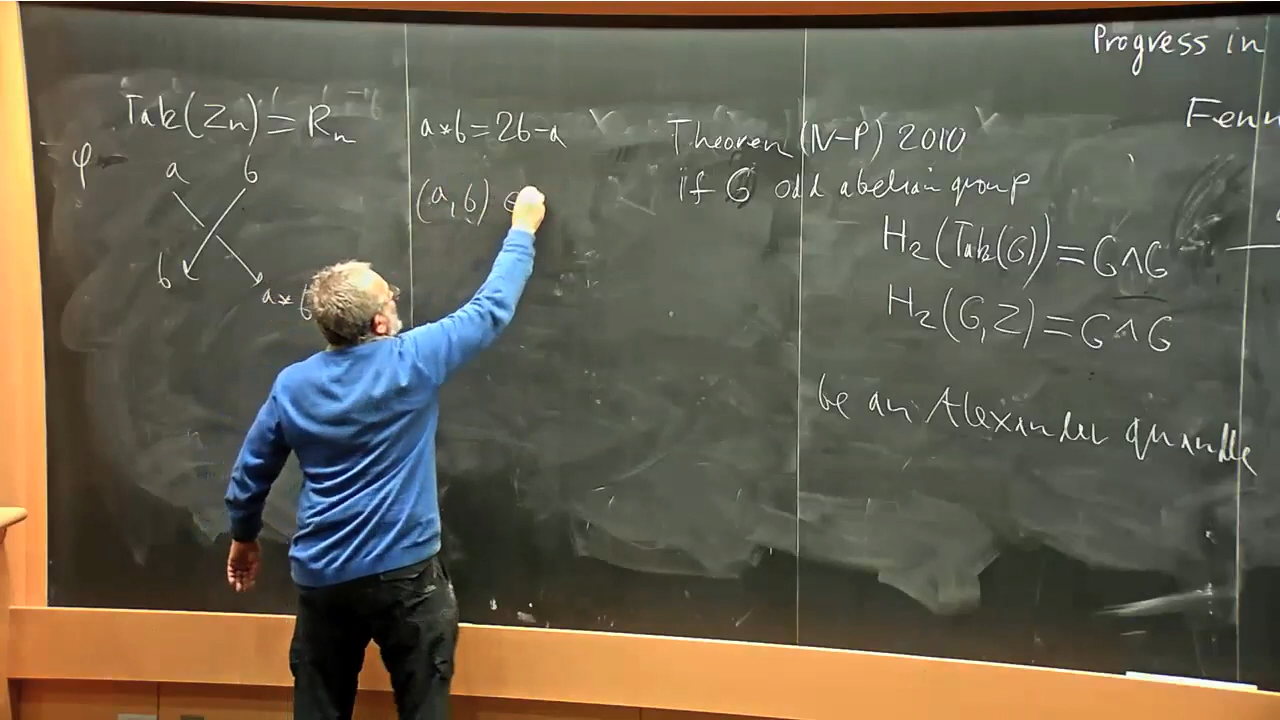 Progress in
Tak(Zn) = Rn
a*b=2b-a
φ
a b
(a,b) ∈
b a*b
Theorem (N-P) 2010
if G odd abelian group
H2(Tak(G)) = G∧G
H2(G,Z) = G∧G
be an Alexander quandle
Fenn